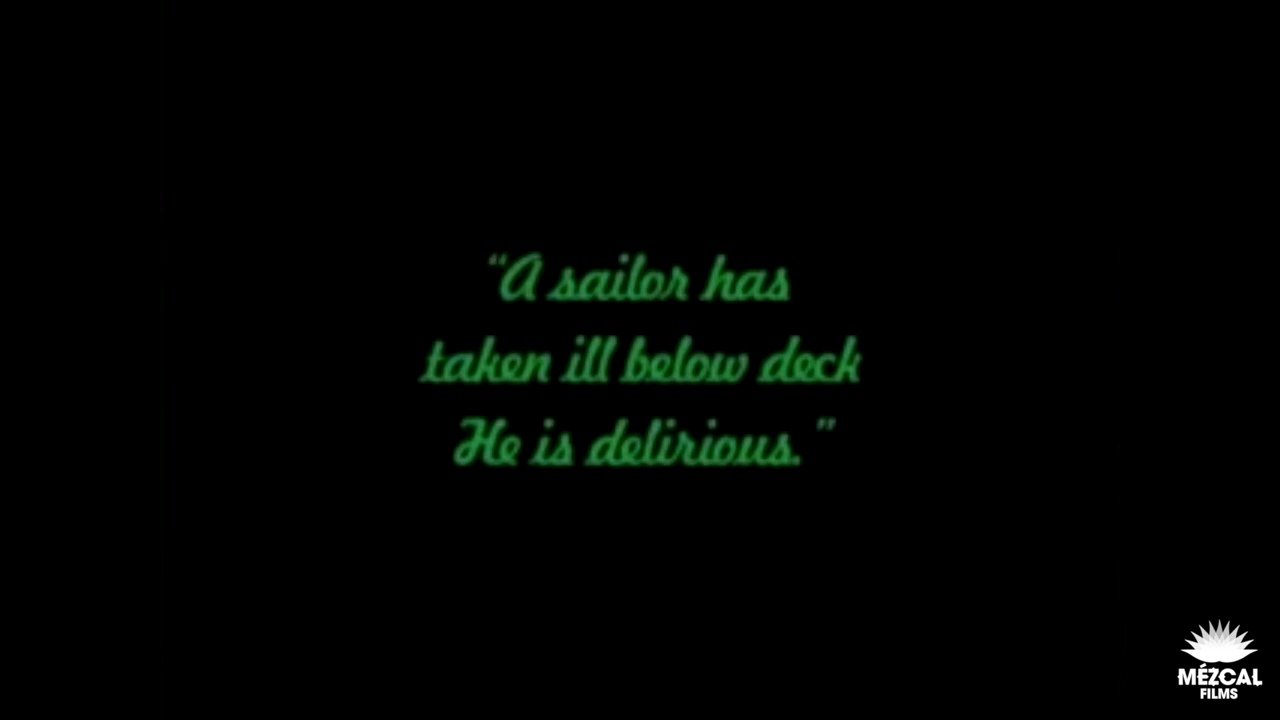 “A sailor has
taken ill below deck
He is delirious.”
MÉZCAL
FILMS